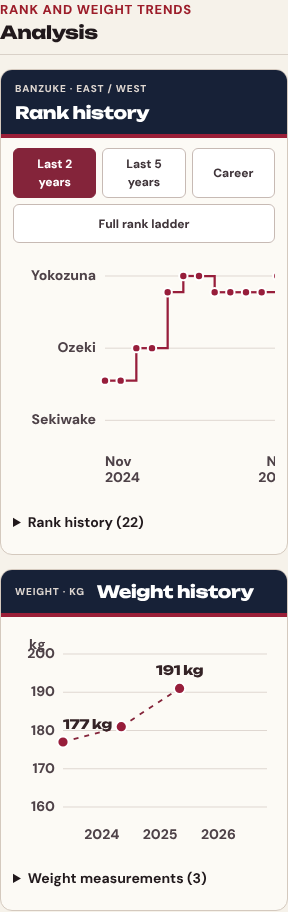 RANK AND WEIGHT TRENDS
Analysis
BANZUKE · EAST / WEST
Rank history
Last 2
years
Last 5
years
Career
Full rank ladder
Yokozuna
Ozeki
Sekiwake
Nov
2024
N
20
▶ Rank history (22)
WEIGHT · KG Weight history
kg
200
191 kg
190
177 kg
180
170
160
2024 2025 2026
▶ Weight measurements (3)